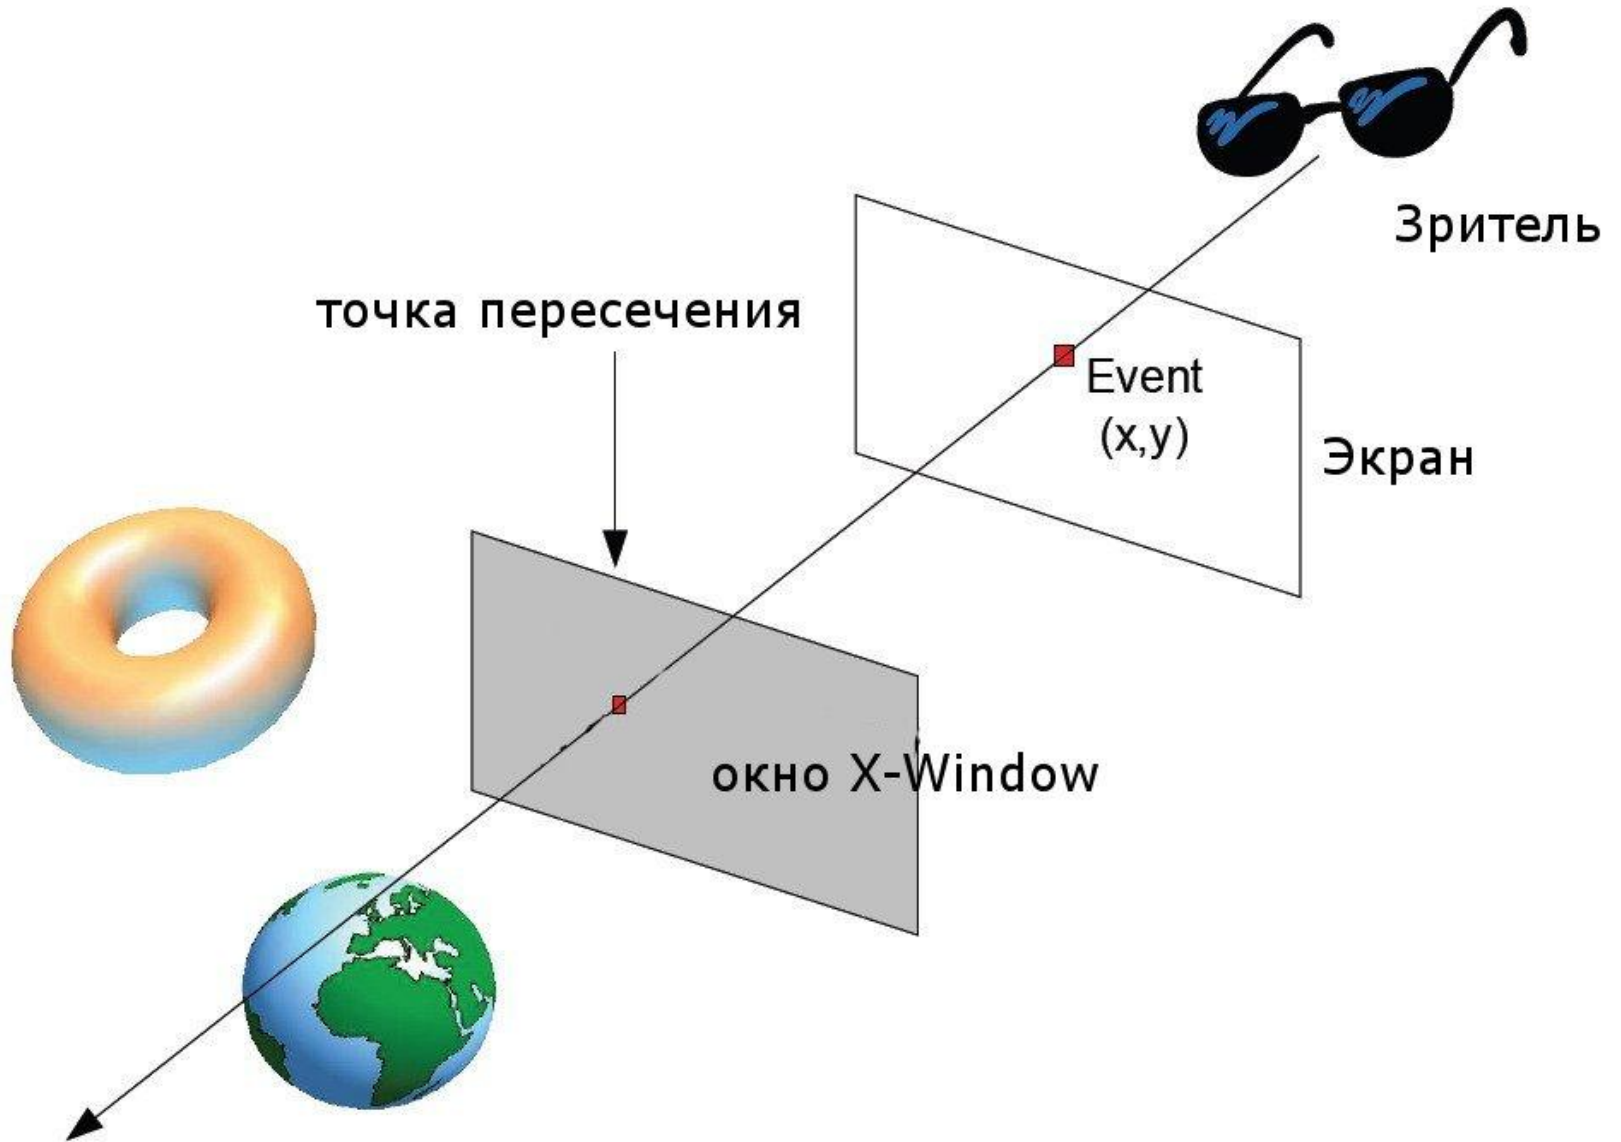 Зритель
точка пересечения
Event
(x,y)
Экран
окно X-Window